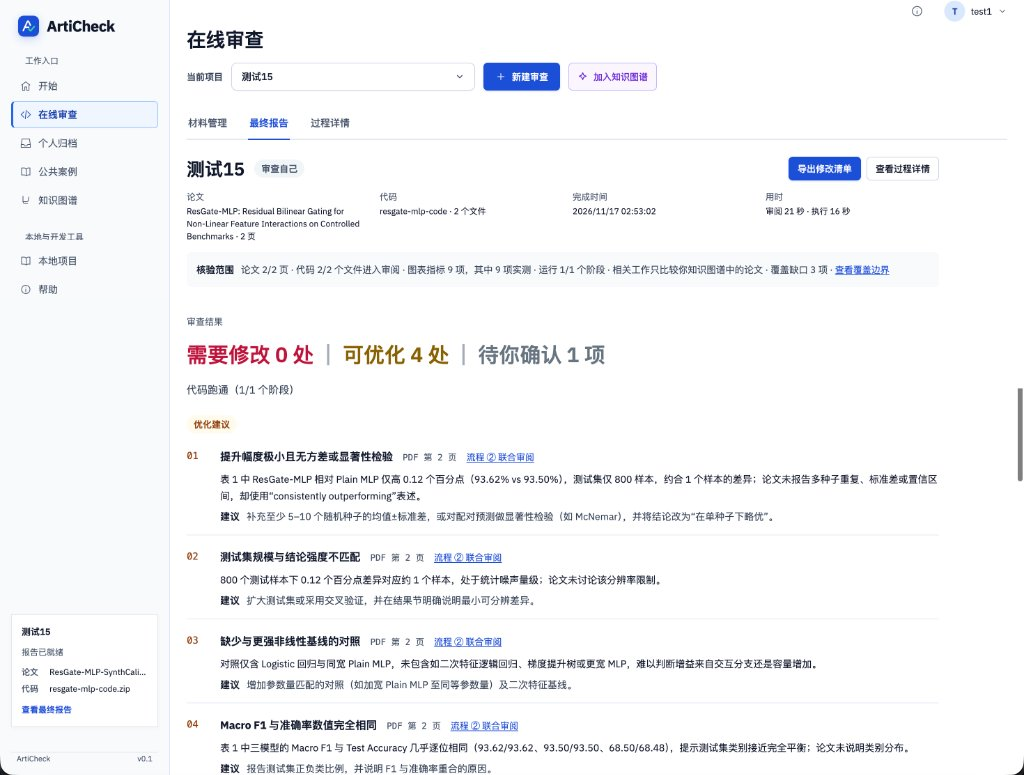 ArtiCheck
工作入口
开始
在线审查
个人归档
公共案例
知识图谱
本地与开发工具
本地项目
帮助
测试15
报告已就绪
论文 ResGate-MLP-SynthCali...
代码 resgate-mlp-code.zip
查看最终报告
ArtiCheck v0.1
T test1
在线审查
当前项目 测试15 + 新建审查 加入知识图谱
材料管理 最终报告 过程详情
测试15 审查自己 导出修改清单 查看过程详情
论文 代码 完成时间 用时
ResGate-MLP: Residual Bilinear Gating for
Non-Linear Feature Interactions on Controlled
Benchmarks · 2 页
resgate-mlp-code · 2 个文件
2026/11/17 02:53:02
审阅 21 秒 · 执行 16 秒
核验范围 论文 2/2 页 · 代码 2/2 个文件进入审阅 · 图表指标 9 项，其中 9 项实测 · 运行 1/1 个阶段 · 相关工作只比较你知识图谱中的论文 · 覆盖缺口 3 项 · 查看覆盖边界
审查结果
需要修改 0 处 | 可优化 4 处 | 待你确认 1 项
代码跑通（1/1 个阶段）
优化建议
01 提升幅度极小且无方差或显著性检验 PDF 第 2 页 流程 ② 联合审阅
表 1 中 ResGate-MLP 相对 Plain MLP 仅高 0.12 个百分点（93.62% vs 93.50%），测试集仅 800 样本，约合 1 个样本的差异；论文未报告多种子重复、标准差或置信区
间，却使用“consistently outperforming”表述。
建议 补充至少 5–10 个随机种子的均值±标准差，或对配对预测做显著性检验（如 McNemar），并将结论改为“在单种子下略优”。
02 测试集规模与结论强度不匹配 PDF 第 2 页 流程 ② 联合审阅
800 个测试样本下 0.12 个百分点差异对应约 1 个样本，处于统计噪声量级；论文未讨论该分辨率限制。
建议 扩大测试集或采用交叉验证，并在结果节明确说明最小可分辨差异。
03 缺少与更强非线性基线的对照 PDF 第 2 页 流程 ② 联合审阅
对照仅含 Logistic 回归与同宽 Plain MLP，未包含如二次特征逻辑回归、梯度提升树或更宽 MLP，难以判断增益来自交互分支还是容量增加。
建议 增加参数量匹配的对照（如加宽 Plain MLP 至同等参数量）及二次特征基线。
04 Macro F1 与准确率数值完全相同 PDF 第 2 页 流程 ② 联合审阅
表 1 中三模型的 Macro F1 与 Test Accuracy 几乎逐位相同（93.62/93.62、93.50/93.50、68.50/68.48），提示测试集类别接近完全平衡；论文未说明类别分布。
建议 报告测试集正负类比例，并说明 F1 与准确率重合的原因。